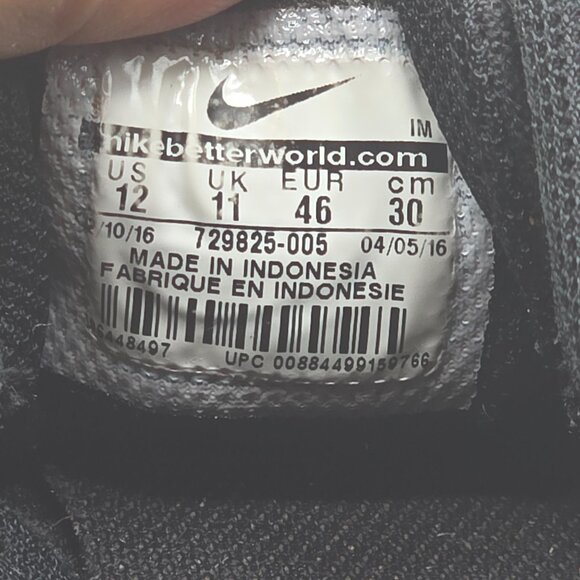 IM
nikebetterworld.com
US UK EUR cm
12 11 46 30
/10/16 729825-005 04/05/16
MADE IN INDONESIA
FABRIQUE EN INDONESIE
448497 UPC 00884499159766